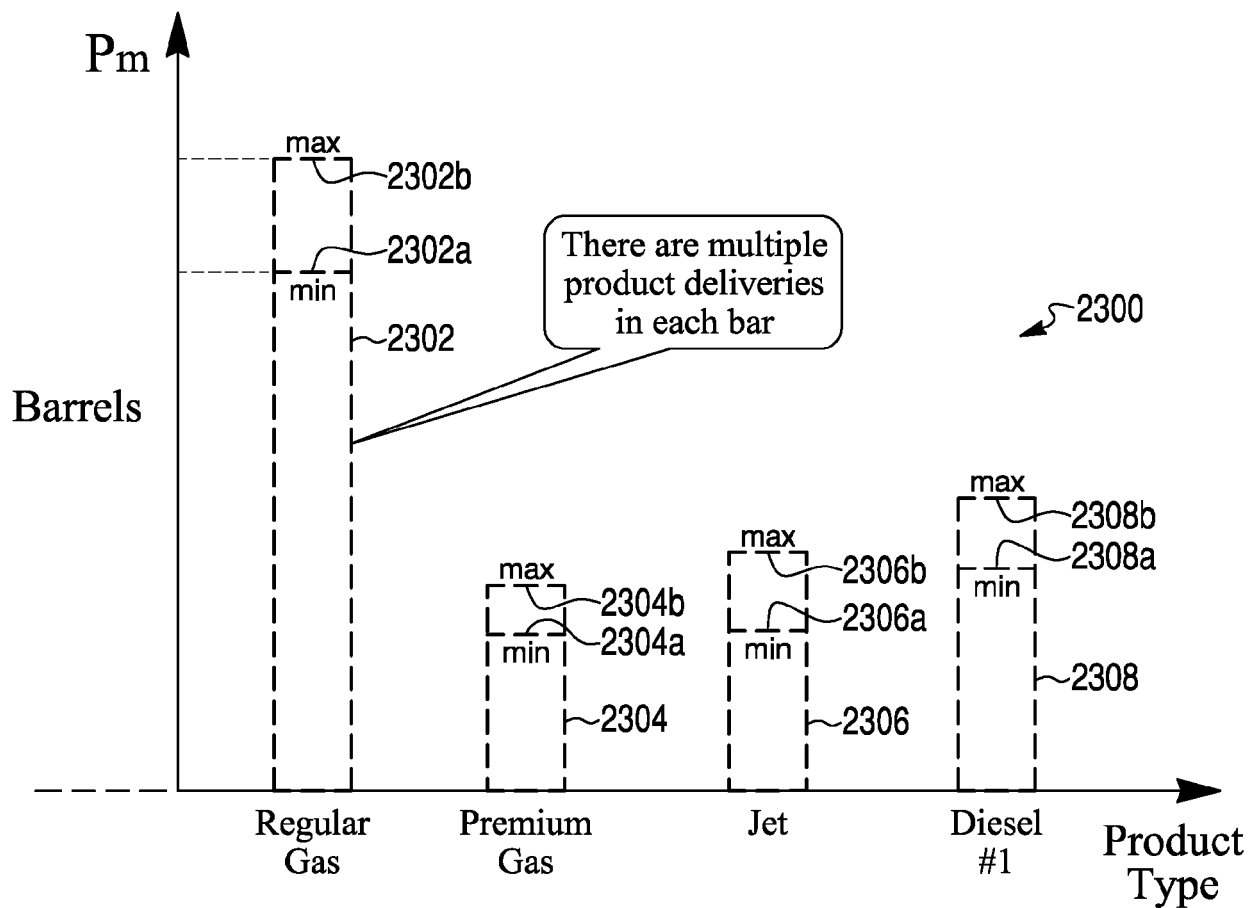 Pm
max
2302b
2302a
min
There are multiple
product deliveries
in each bar
2300
2302
Barrels
max
2308b
max
2308a
2306b
max
min
2304b
2306a
2304a
min
min
2308
2304
2306
Regular
Gas
Premium
Gas
Jet
Diesel
#1
Product
Type